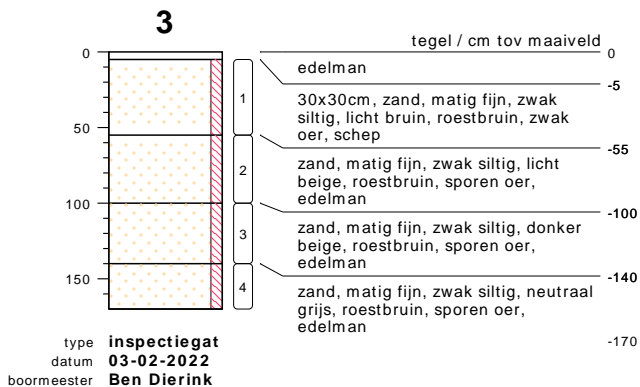 3
tegel / cm tov maaiveld
0
0
edelman
-5
1
30x30cm, zand, matig fijn, zwak
siltig, licht bruin, roestbruin, zwak
oer, schep
50
-55
2
zand, matig fijn, zwak siltig, licht
beige, roestbruin, sporen oer,
edelman
100
-100
3
zand, matig fijn, zwak siltig, donker
beige, roestbruin, sporen oer,
edelman
150
-140
4
zand, matig fijn, zwak siltig, neutraal
grijs, roestbruin, sporen oer,
edelman
-170
type inspectiegat
datum 03-02-2022
boormeester Ben Dierink